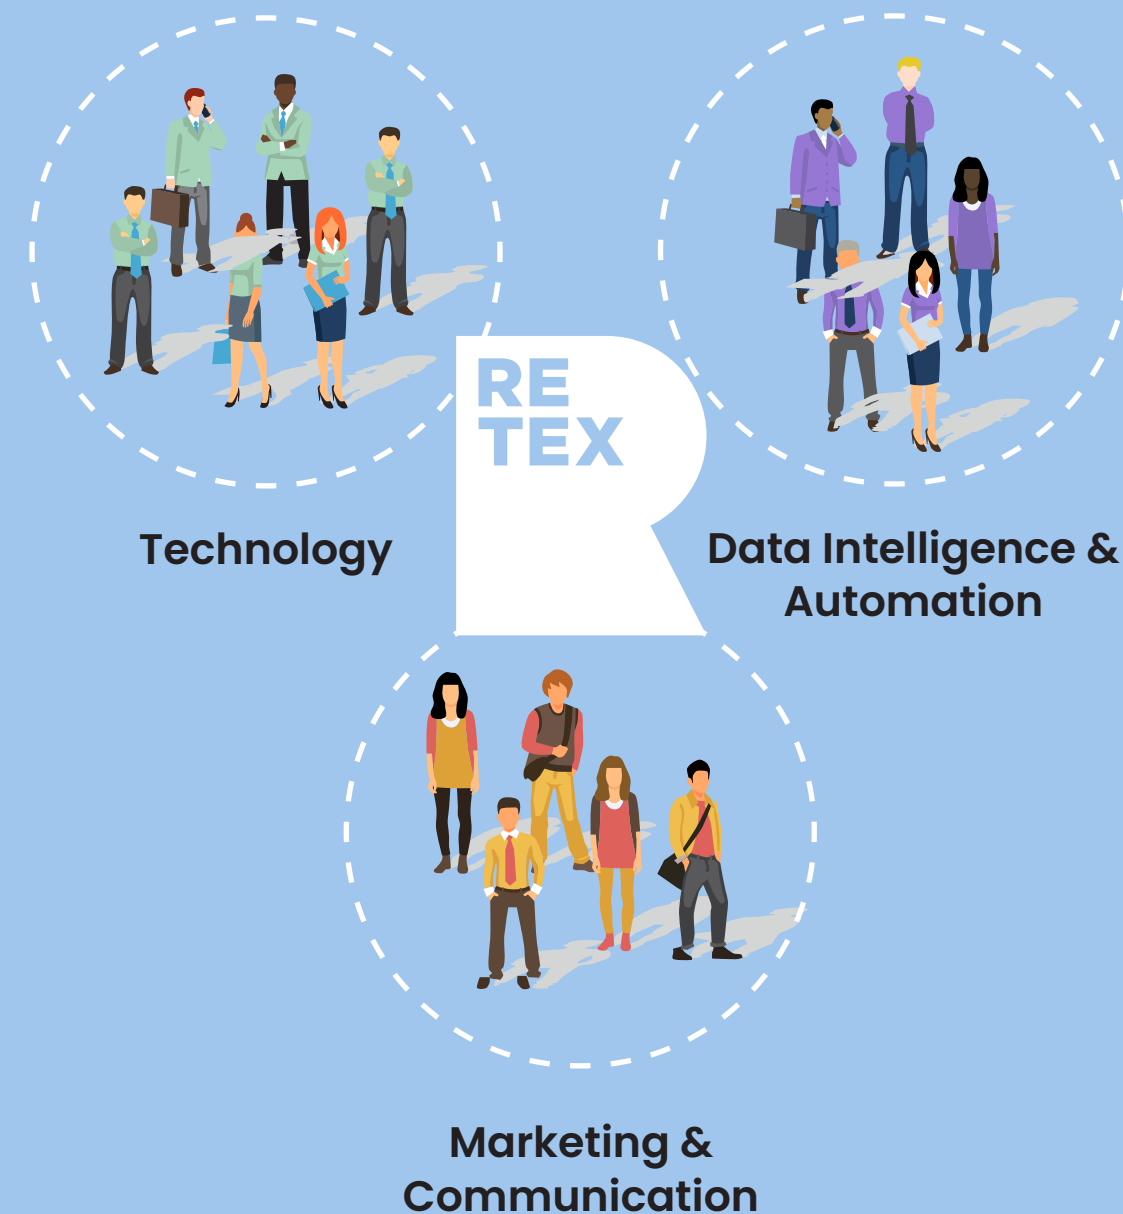 RE
TEX
Technology
Data Intelligence &
Automation
Marketing &
Communication